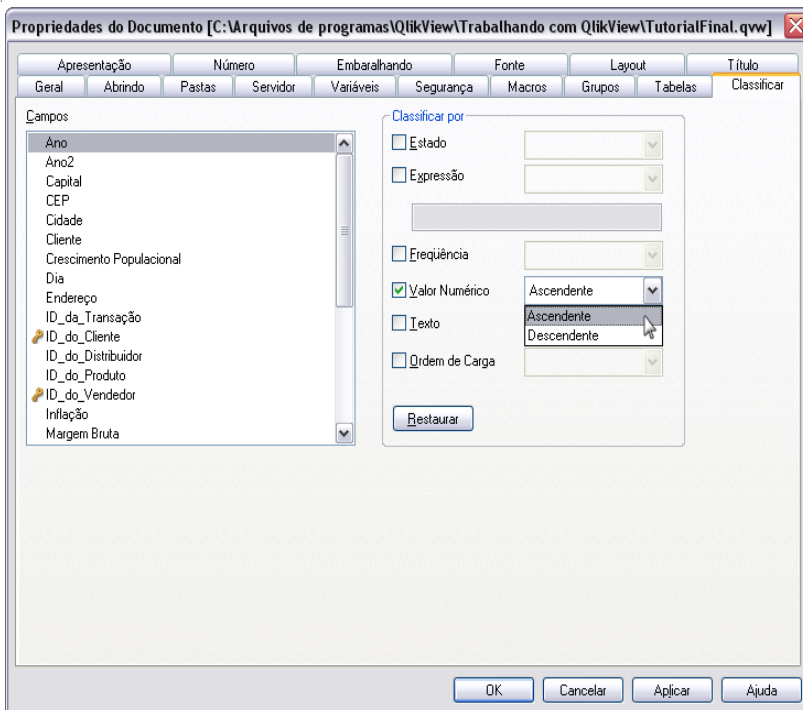 Propriedades do Documento [C:\Arquivos de programas\QlikView\Trabalhando com QlikView\TutorialFinal.qvw]
Apresentação Número Embaralhando Fonte Layout Título
Geral Abrindo Pastas Servidor Variáveis Segurança Macros Grupos Tabelas Classificar
Campos
Ano
Ano2
Capital
CEP
Cidade
Cliente
Crescimento Populacional
Dia
Endereço
ID_da_Transação
ID_do_Cliente
ID_do_Distribuidor
ID_do_Produto
ID_do_Vendedor
Inflação
Margem Bruta
Classificar por
Estado
Expressão
Freqüência
Valor Numérico Ascendente
Ascendente
Texto
Descendente
Ordem de Carga
Restaurar
OK Cancelar Aplicar Ajuda